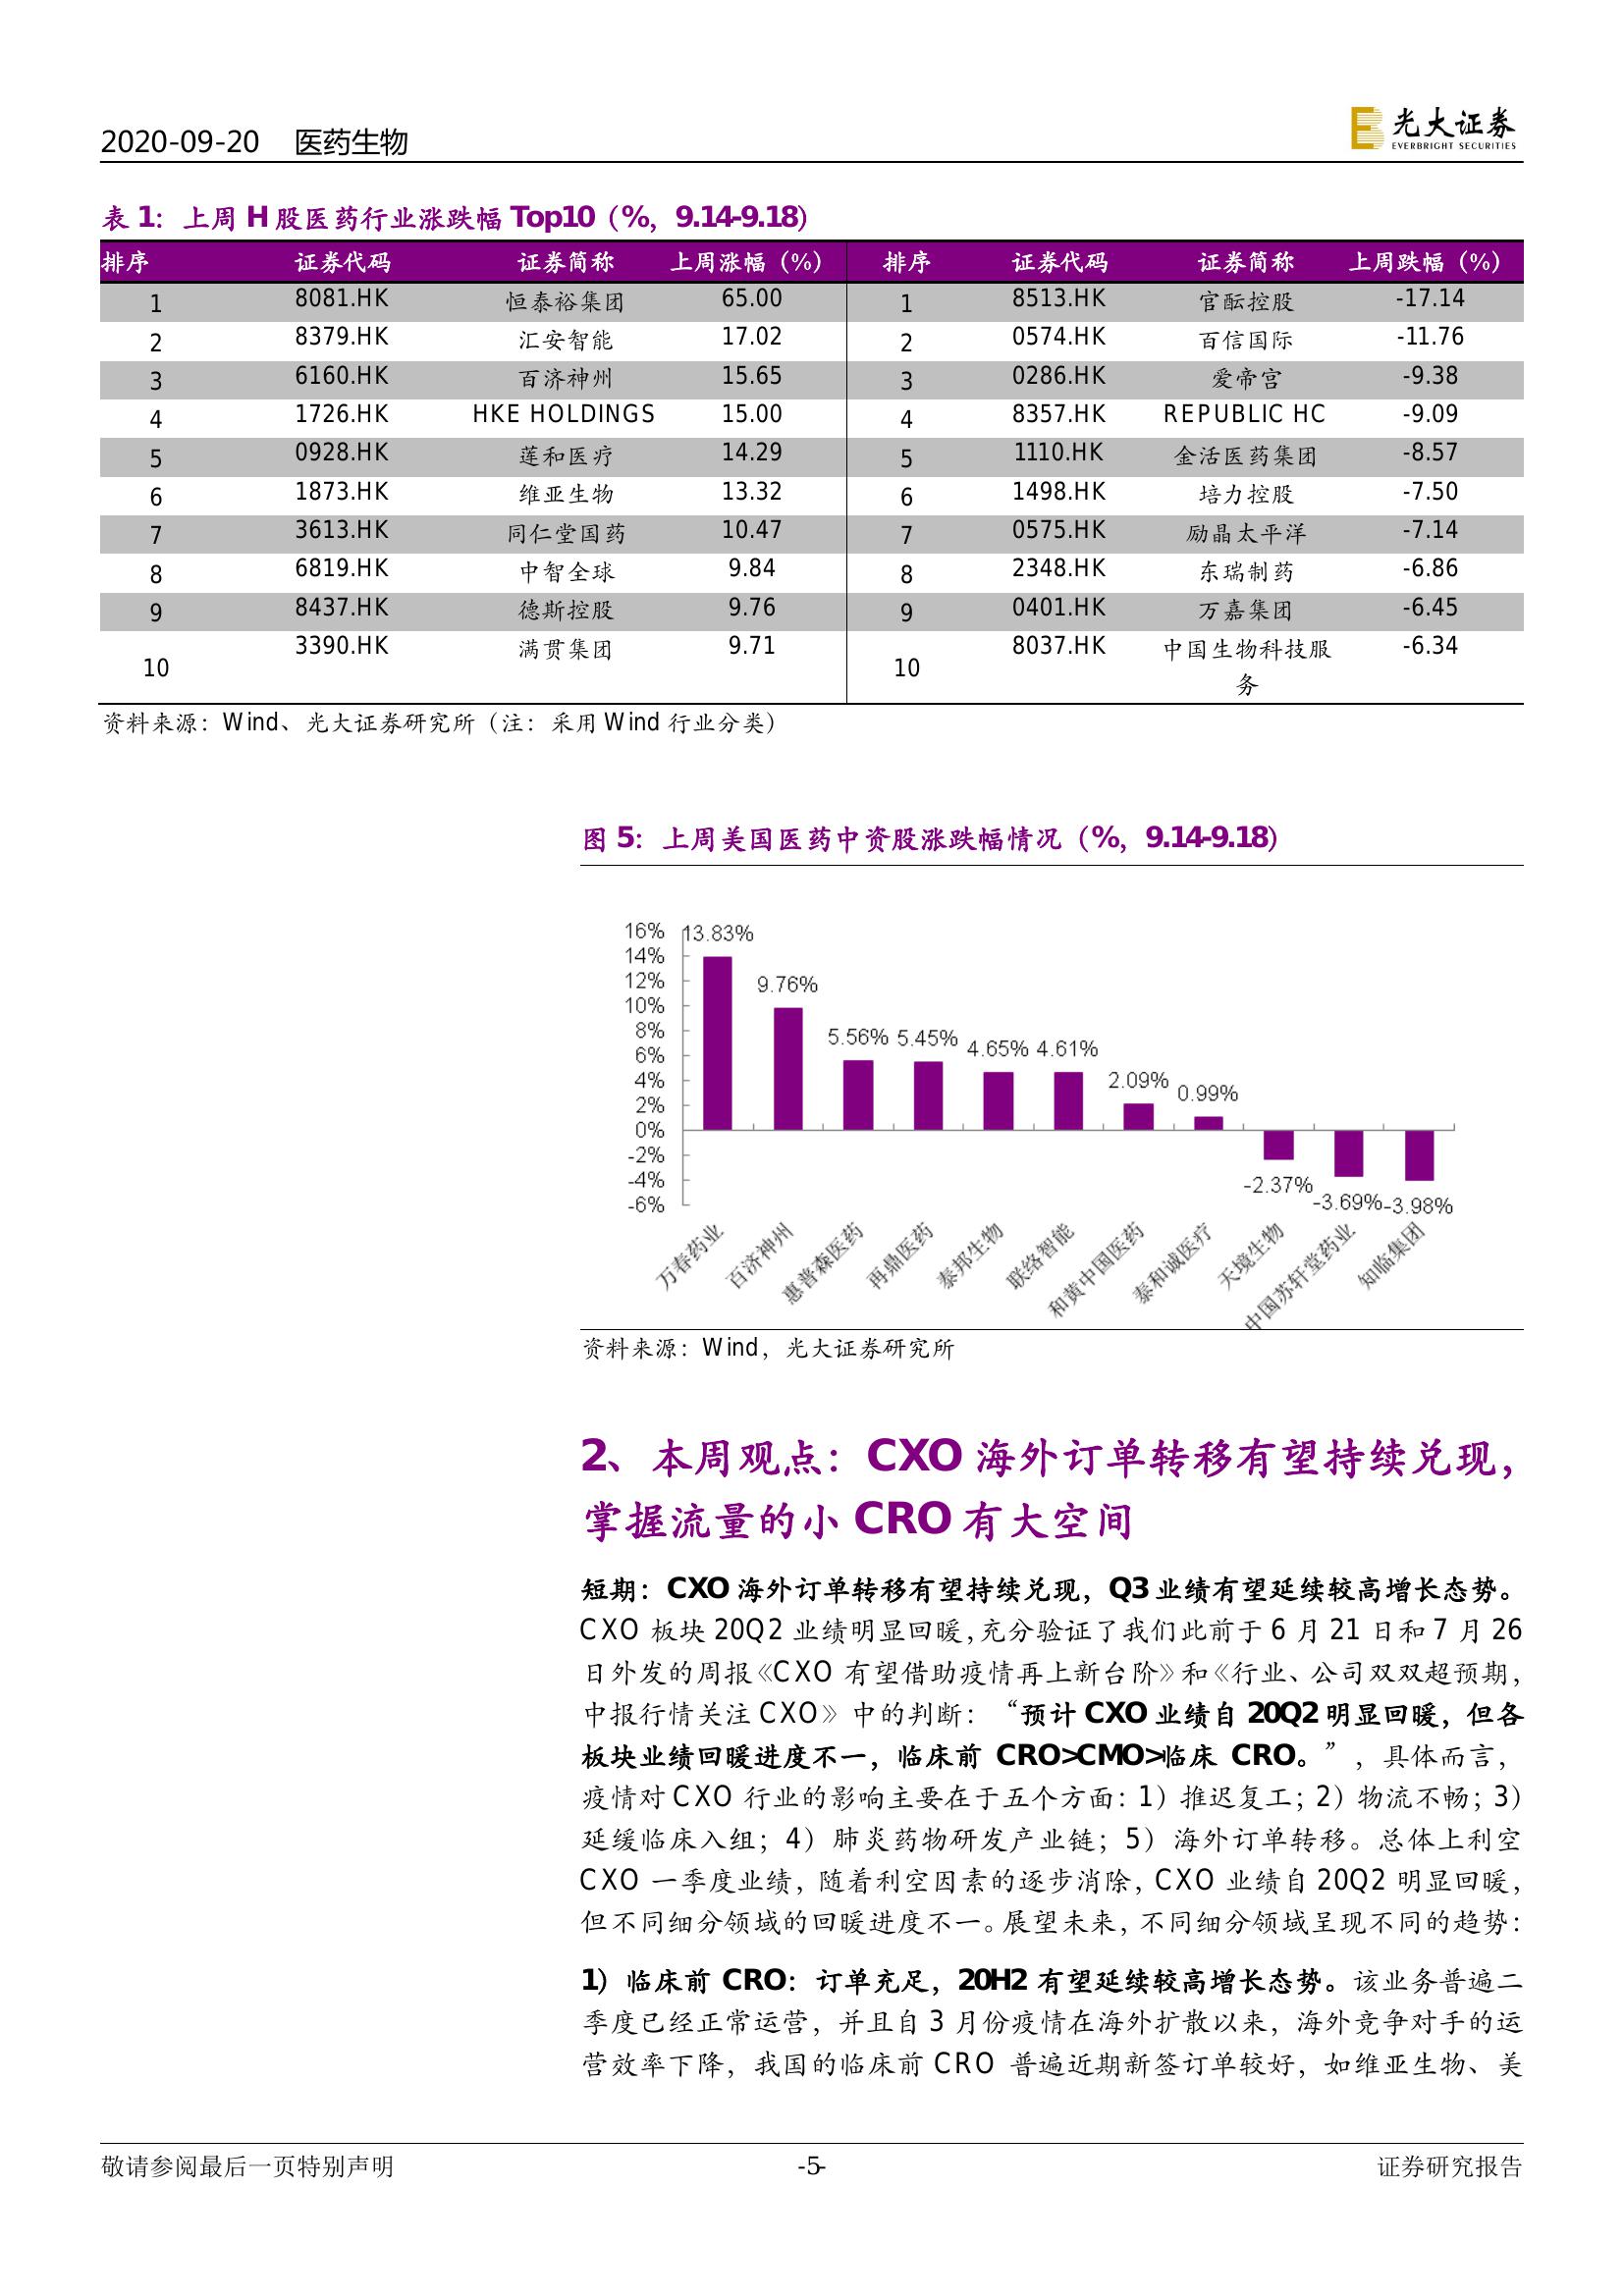 2020-09-20 医药生物
光大证券
EVERBRIGHT SECURITIES
表 1：上周 H 股医药行业涨跌幅 Top10（%，9.14-9.18）
排序 证券代码 证券简称 上周涨幅（%） 排序 证券代码 证券简称 上周跌幅（%）
1 8081.HK 恒泰裕集团 65.00 1 8513.HK 官酝控股 -17.14
2 8379.HK 汇安智能 17.02 2 0574.HK 百信国际 -11.76
3 6160.HK 百济神州 15.65 3 0286.HK 爱帝宫 -9.38
4 1726.HK HKE HOLDINGS 15.00 4 8357.HK REPUBLIC HC -9.09
5 0928.HK 莲和医疗 14.29 5 1110.HK 金活医药集团 -8.57
6 1873.HK 维亚生物 13.32 6 1498.HK 培力控股 -7.50
7 3613.HK 同仁堂国药 10.47 7 0575.HK 励晶太平洋 -7.14
8 6819.HK 中智全球 9.84 8 2348.HK 东瑞制药 -6.86
9 8437.HK 德斯控股 9.76 9 0401.HK 万嘉集团 -6.45
10 3390.HK 满贯集团 9.71 10 8037.HK 中国生物科技服 -6.34
务
资料来源：Wind、光大证券研究所（注：采用 Wind 行业分类）
图 5：上周美国医药中资股涨跌幅情况（%，9.14-9.18）
16%
14%
12%
10%
8%
6%
4%
2%
0%
-2%
-4%
-6%
13.83%
9.76%
5.56%
5.45%
4.65%
4.61%
2.09%
0.99%
-2.37%
-3.69%
-3.98%
万春药业
百济神州
惠普森医药
再鼎医药
泰邦生物
联络智能
和黄中国医药
泰和诚医疗
天境生物
中国苏轩堂药业
知临集团
资料来源：Wind，光大证券研究所
2、本周观点：CXO 海外订单转移有望持续兑现，
掌握流量的小 CRO 有大空间
短期：CXO 海外订单转移有望持续兑现，Q3 业绩有望延续较高增长态势。
CXO 板块 20Q2 业绩明显回暖，充分验证了我们此前于 6 月 21 日和 7 月 26
日外发的周报《CXO 有望借助疫情再上新台阶》和《行业、公司双双超预期，
中报行情关注 CXO》中的判断：“预计 CXO 业绩自 20Q2 明显回暖，但各
板块业绩回暖进度不一，临床前 CRO>CMO>临床 CRO。”，具体而言，
疫情对 CXO 行业的影响主要在于五个方面：1）推迟复工；2）物流不畅；3）
延缓临床入组；4）肺炎药物研发产业链；5）海外订单转移。总体上利空
CXO 一季度业绩，随着利空因素的逐步消除，CXO 业绩自 20Q2 明显回暖，
但不同细分领域的回暖进度不一。展望未来，不同细分领域呈现不同的趋势：
1）临床前 CRO：订单充足，20H2 有望延续较高增长态势。该业务普遍二
季度已经正常运营，并且自 3 月份疫情在海外扩散以来，海外竞争对手的运
营效率下降，我国的临床前 CRO 普遍近期新签订单较好，如维亚生物、美
敬请参阅最后一页特别声明 -5- 证券研究报告